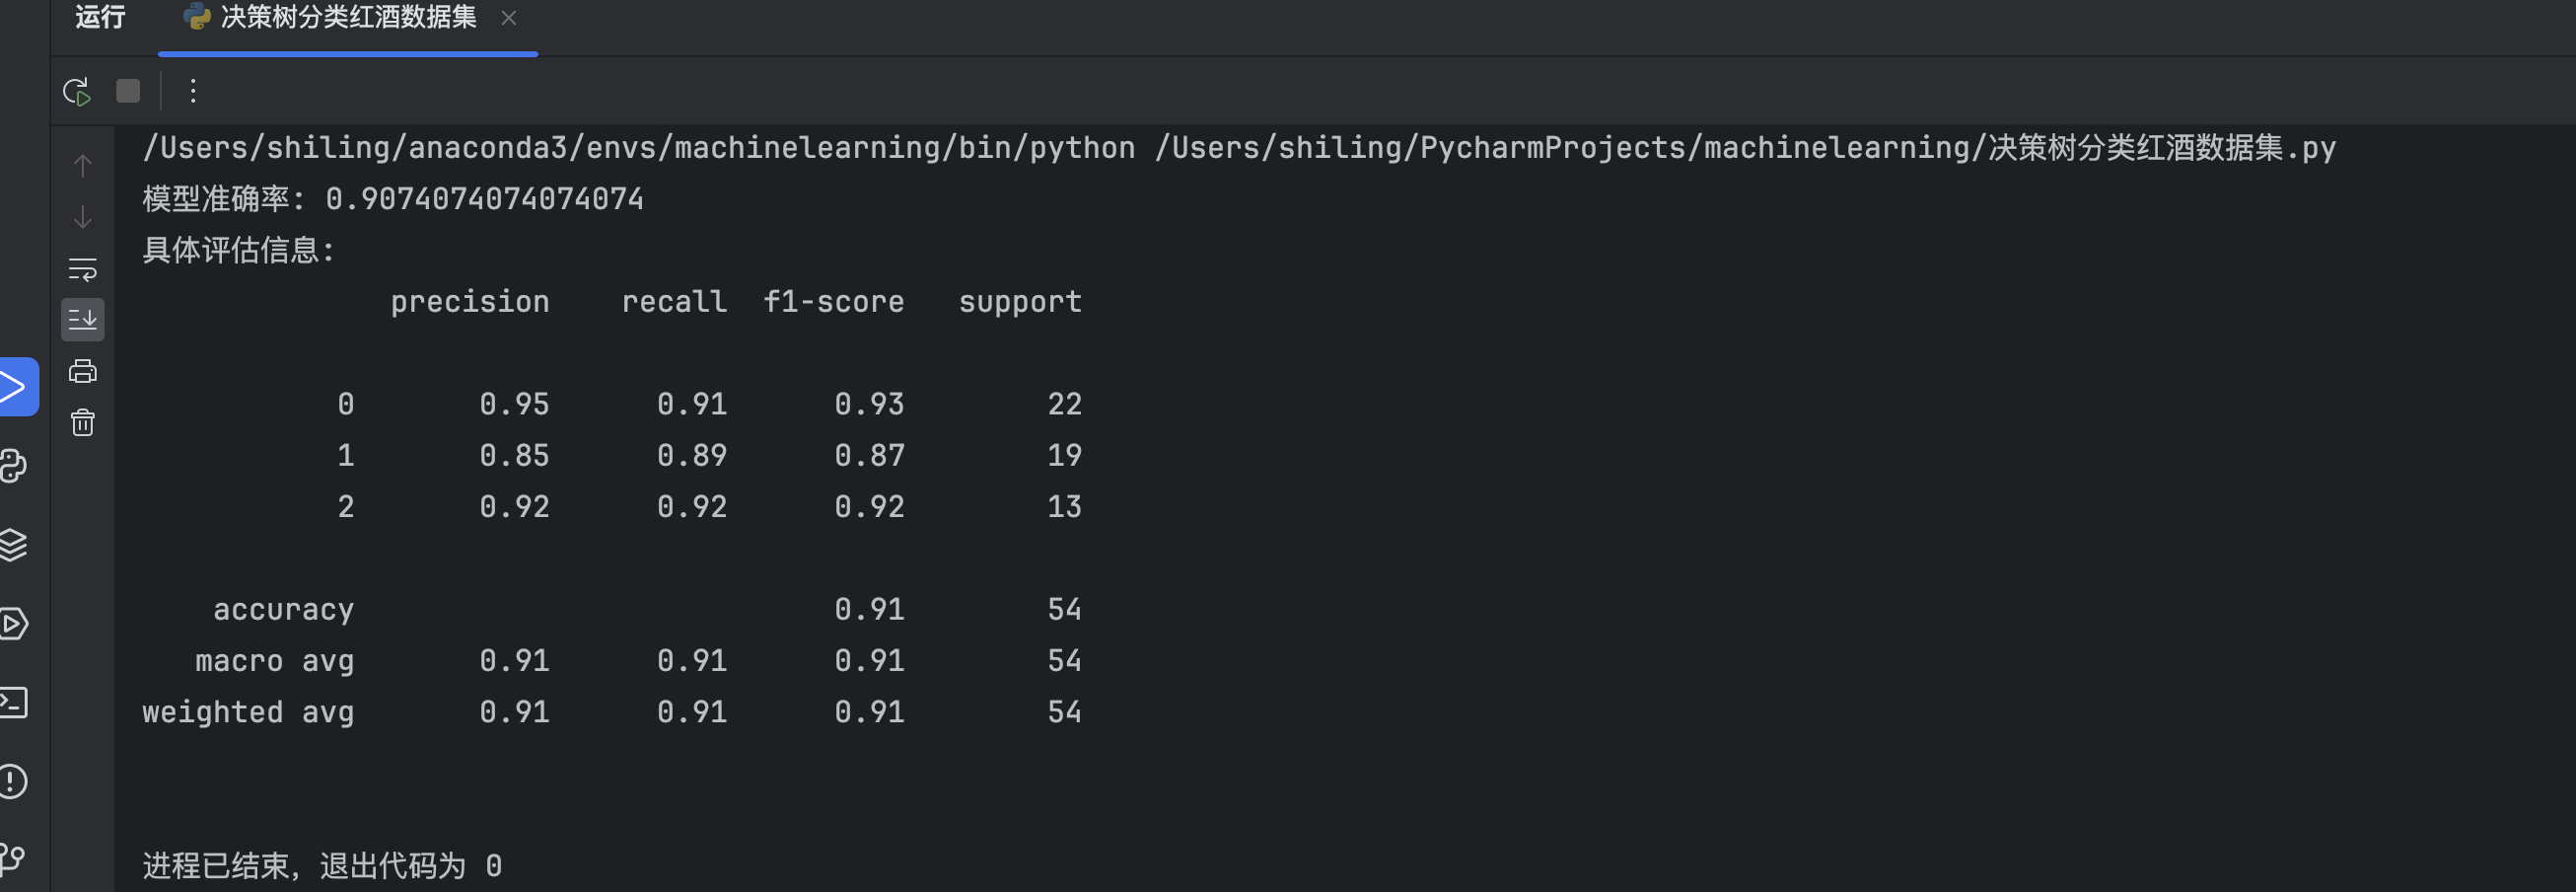 运行 决策树分类红酒数据集
/Users/shiling/anaconda3/envs/machinelearning/bin/python /Users/shiling/PycharmProjects/machinelearning/决策树分类红酒数据集.py
模型准确率: 0.9074074074074074
具体评估信息:
precision recall f1-score support
0 0.95 0.91 0.93 22
1 0.85 0.89 0.87 19
2 0.92 0.92 0.92 13
accuracy 0.91 54
macro avg 0.91 0.91 0.91 54
weighted avg 0.91 0.91 0.91 54
进程已结束，退出代码为 0